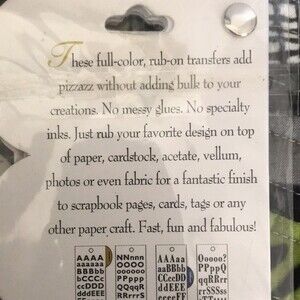 These full-color, rub-on transfers add
pizzazz without adding bulk to your
creations. No messy glues. No specialty
inks. Just rub your favorite design on top
of paper, cardstock, acetate, vellum,
photos or even fabric for a fantastic finish
to scrapbook pages, cards, tags or any
other paper craft. Fast, fun and fabulous!